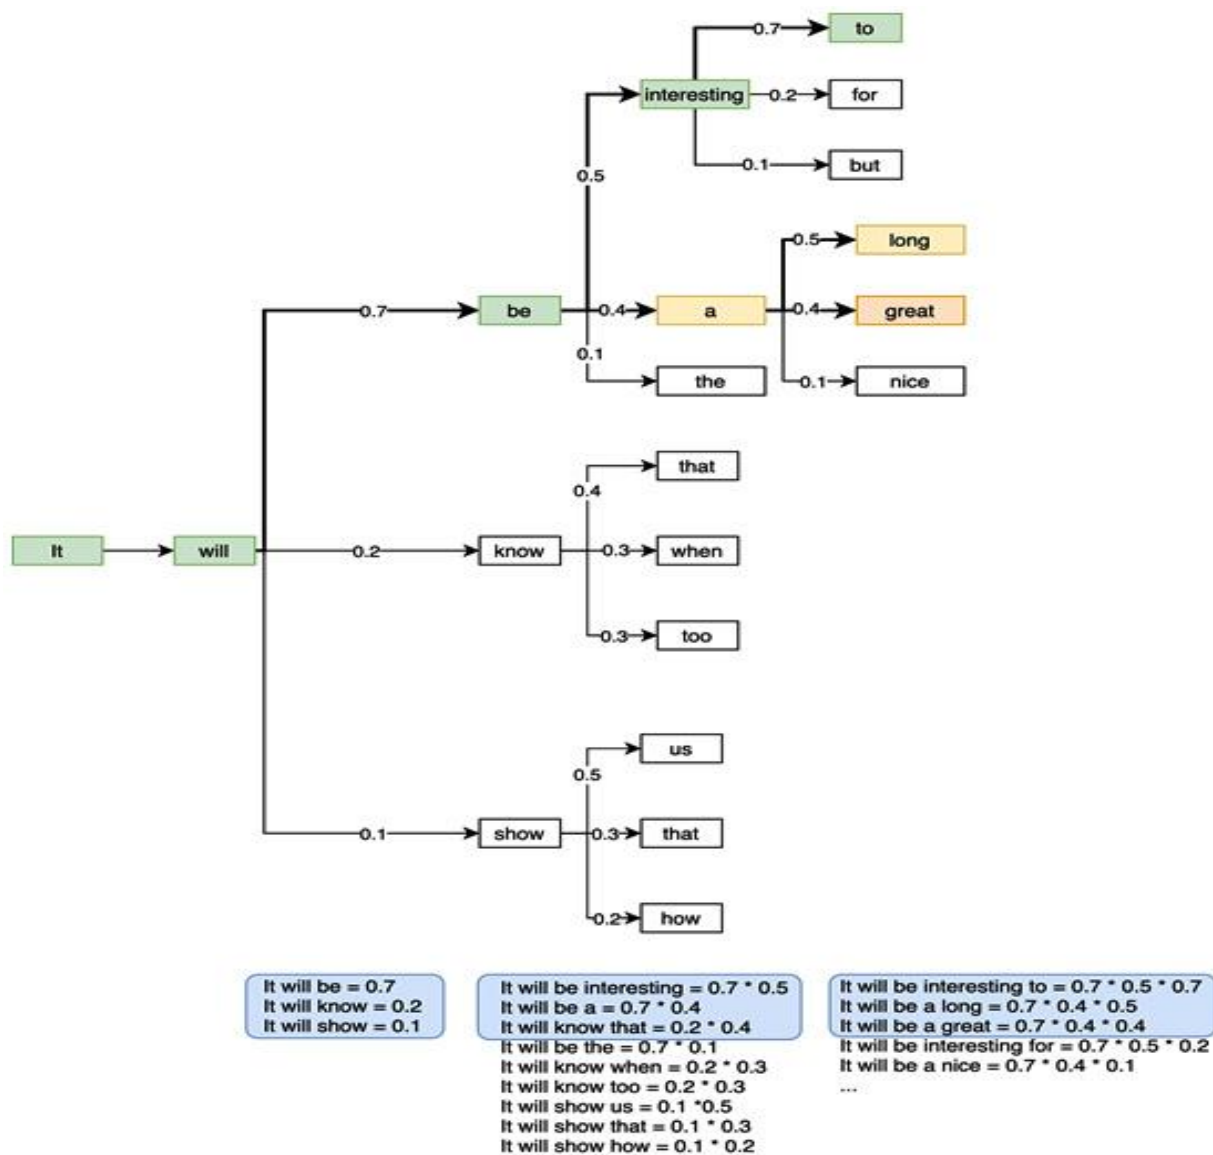 0.7
to
interesting
0.2
for
0.1
but
0.5
0.5
long
0.7
be
0.4
a
0.4
great
0.1
the
0.1
nice
that
0.4
It
will
0.2
know
0.3
when
0.3
too
us
0.5
0.1
show
0.3
that
0.2
how
It will be = 0.7
It will know = 0.2
It will show = 0.1
It will be interesting = 0.7 * 0.5
It will be a = 0.7 * 0.4
It will know that = 0.2 * 0.4
It will be the = 0.7 * 0.1
It will know when = 0.2 * 0.3
It will know too = 0.2 * 0.3
It will show us = 0.1 *0.5
It will show that = 0.1 * 0.3
It will show how = 0.1 * 0.2
It will be interesting to = 0.7 * 0.5 * 0.7
It will be a long = 0.7 * 0.4 * 0.5
It will be a great = 0.7 * 0.4 * 0.4
It will be interesting for = 0.7 * 0.5 * 0.2
It will be a nice = 0.7 * 0.4 * 0.1
...